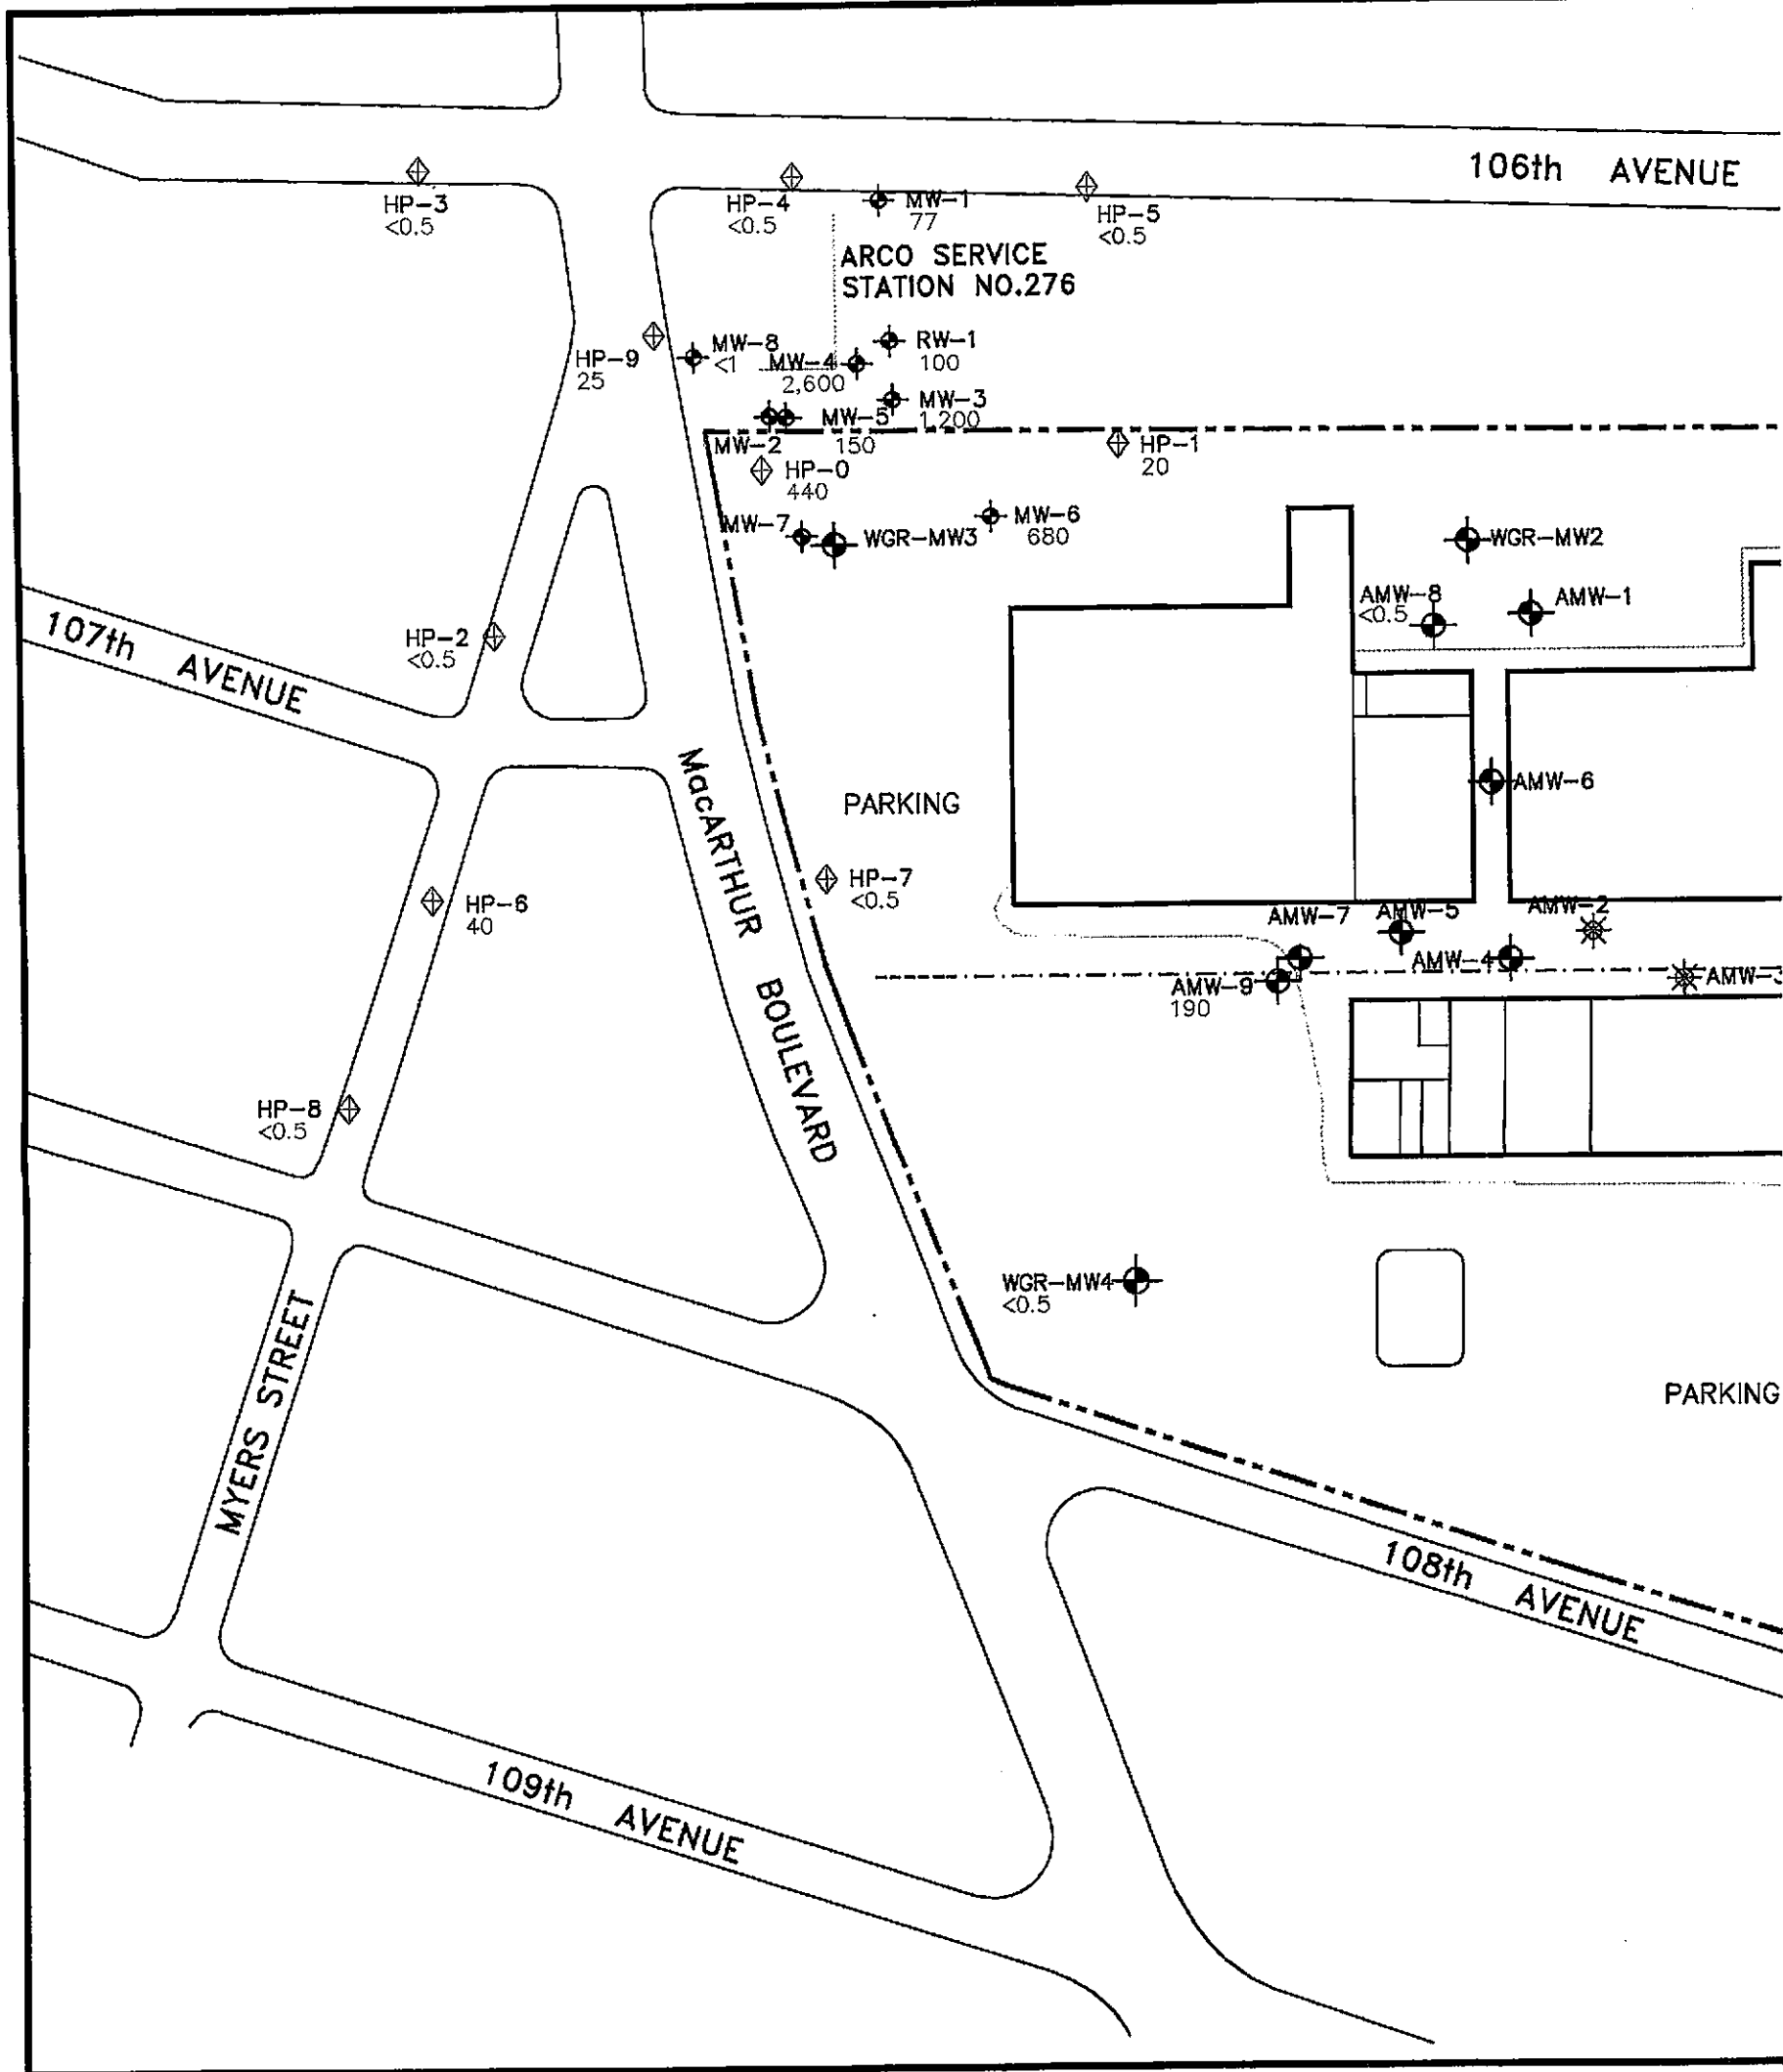 106th AVENUE
HP-3
<0.5
HP-4
<0.5
MW-1
77
HP-5
<0.5
ARCO SERVICE
STATION NO.276
HP-9
25
MW-8
<1
MW-4
2,600
RW-1
100
MW-3
1,200
MW-5
150
MW-2
HP-0
440
HP-1
20
MW-7
WGR-MW3
MW-6
680
WGR-MW2
AMW-8
<0.5
AMW-1
107th AVENUE
HP-2
<0.5
AMW-6
PARKING
MacARTHUR BOULEVARD
HP-7
<0.5
HP-6
40
AMW-7
AMW-5
AMW-2
AMW-4
AMW-3
AMW-9
190
HP-8
<0.5
WGR-MW4
<0.5
MYERS STREET
PARKING
108th AVENUE
109th AVENUE